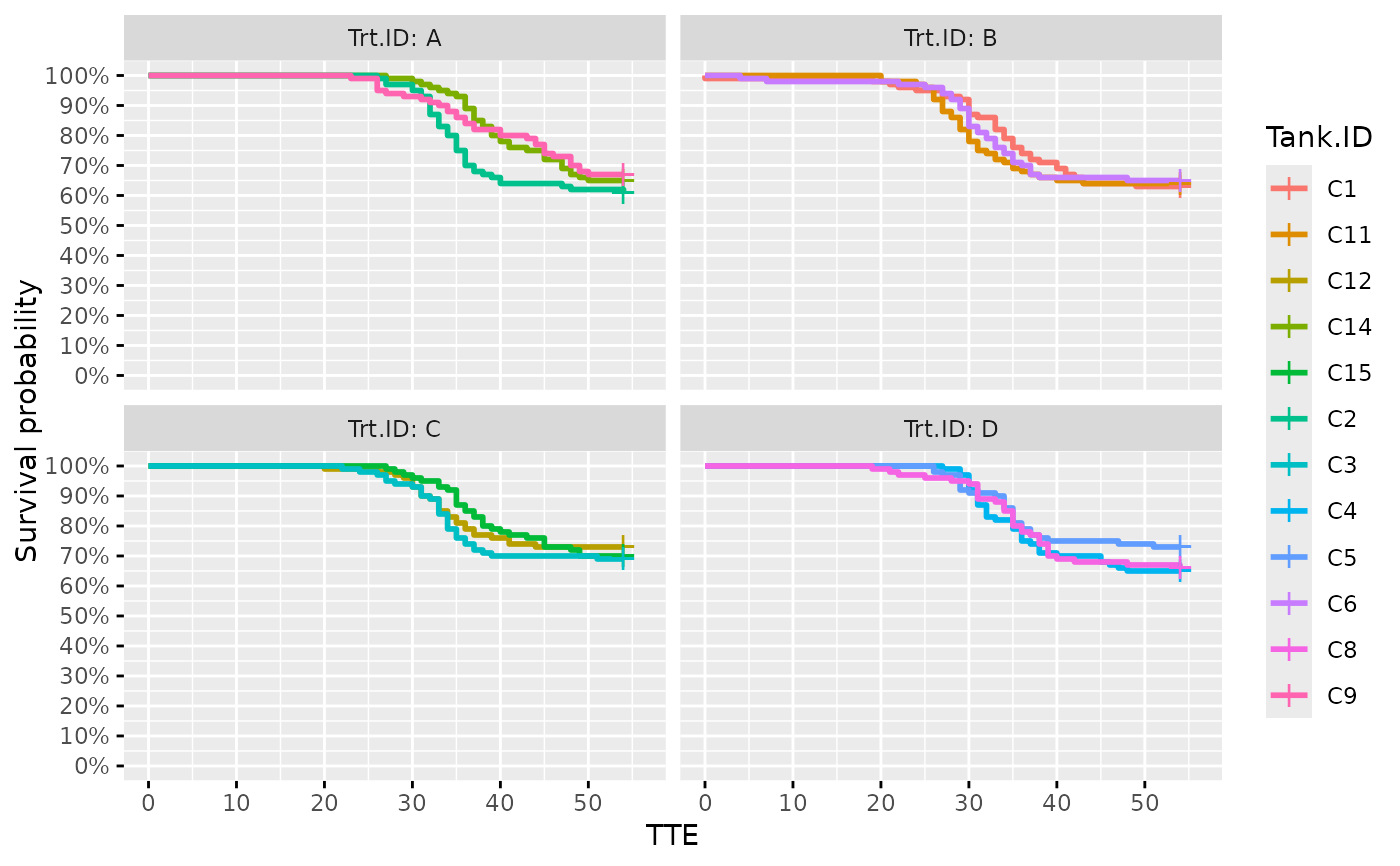 Trt.ID: A
Trt.ID: B
100%
90%
80%
70%
60%
50%
40%
30%
20%
10%
0%
Trt.ID: C
Trt.ID: D
100%
90%
80%
70%
60%
50%
40%
30%
20%
10%
0%
0 10 20 30 40 50
0 10 20 30 40 50
TTE
Survival probability
Tank.ID
C1
C11
C12
C14
C15
C2
C3
C4
C5
C6
C8
C9